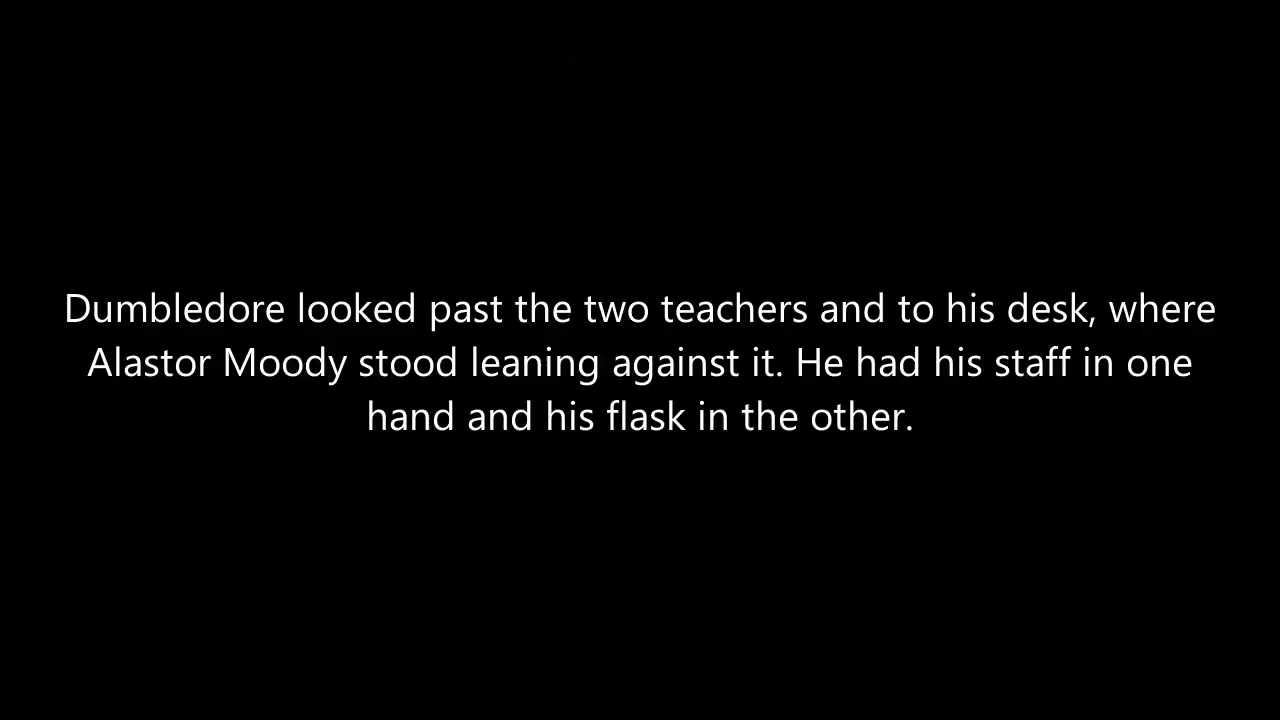 Dumbledore looked past the two teachers and to his desk, where
Alastor Moody stood leaning against it. He had his staff in one
hand and his flask in the other.